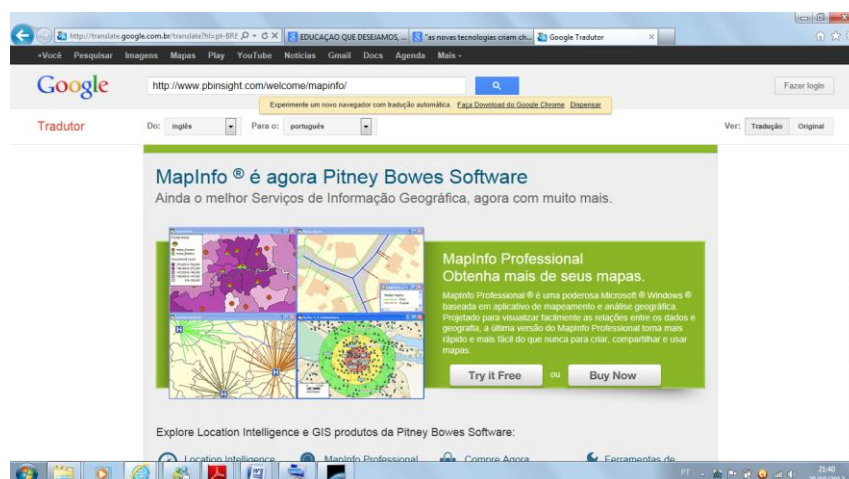 http://translate.google.com.br/translate?hl=pt-BR&
EDUCAÇAO QUE DESEJAMOS, ...
"as novas tecnologias criam ch...
Google Tradutor
+Você Pesquisar Imagens Mapas Play YouTube Notícias Gmail Docs Agenda Mais
Google
http://www.pbinsight.com/welcome/mapinfo/
Fazer login
Experimente um novo navegador com tradução automática. Faça Download do Google Chrome Dispensar
Tradutor
Do: inglês Para o: português
Ver: Tradução Original
MapInfo ® é agora Pitney Bowes Software
Ainda o melhor Serviços de Informação Geográfica, agora com muito mais.
MapInfo Professional
Obtenha mais de seus mapas.
MapInfo Professional ® é uma poderosa Microsoft ® Windows ®
baseada em aplicativo de mapeamento e análise geográfica.
Projetado para visualizar facilmente as relações entre os dados e
geografia, a última versão do MapInfo Professional torna mais
rápido e mais fácil do que nunca para criar, compartilhar e usar
mapas.
Try it Free ou Buy Now
Explore Location Intelligence e GIS produtos da Pitney Bowes Software:
Location Intelligence MapInfo Professional Compre Agora Ferramentas de
PT
21:40